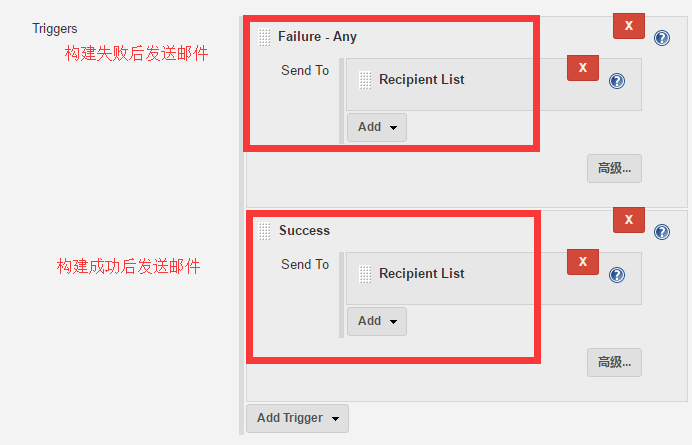 Triggers
构建失败后发送邮件
X
Failure - Any
Send To
X
Recipient List
Add
高级...
X
Success
构建成功后发送邮件
Send To
X
Recipient List
Add
高级...
Add Trigger